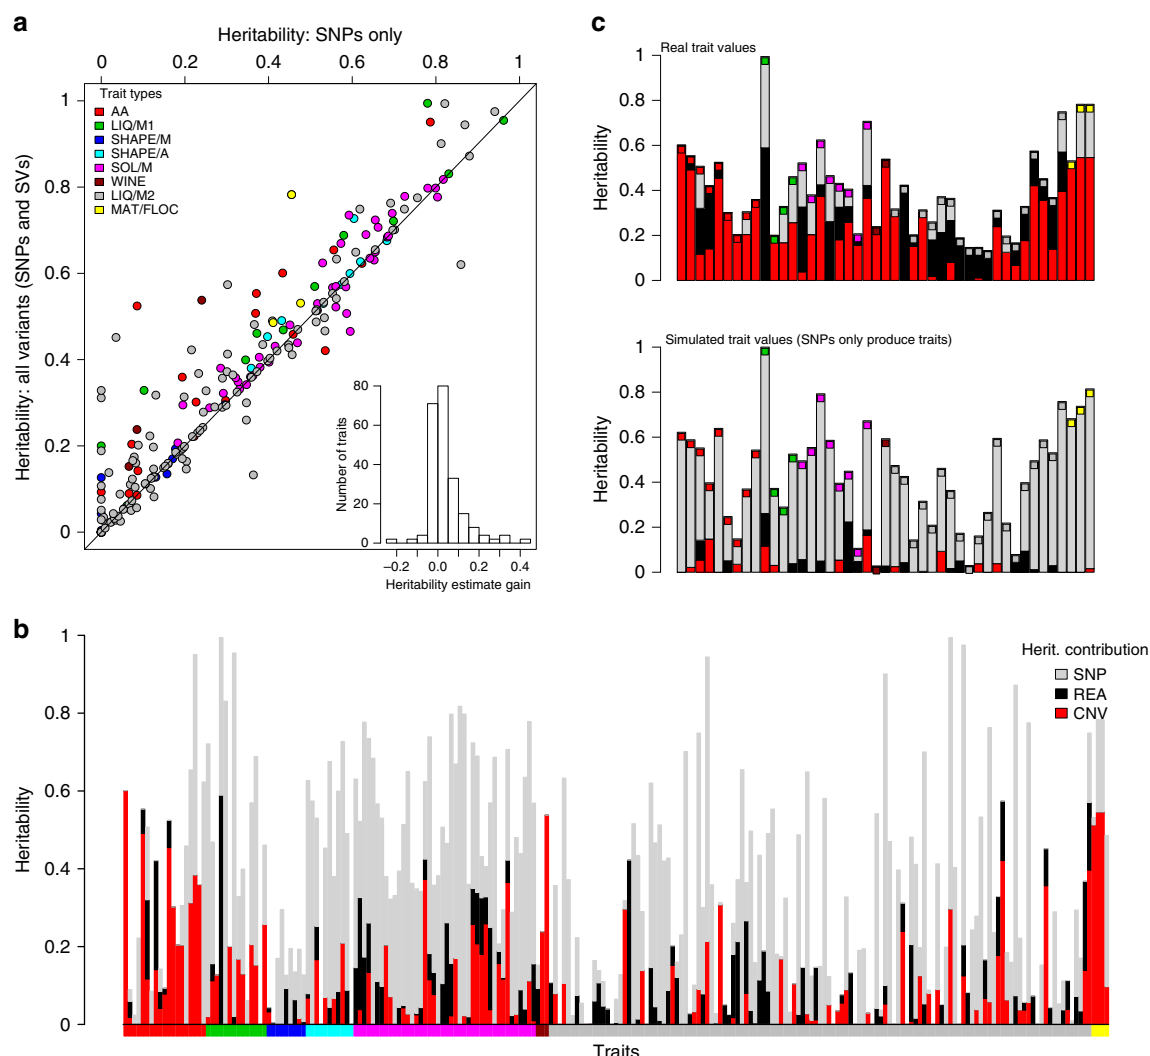 a
Heritability: SNPs only
0 0.2 0.4 0.6 0.8 1
Heritability: all variants (SNPs and SVs)
1
0.8
0.6
0.4
0.2
0
Trait types
AA
LIQ/M1
SHAPE/M
SHAPE/A
SOL/M
WINE
LIQ/M2
MAT/FLOC
Number of traits
80
60
40
20
0
−0.2 0.0 0.2 0.4
Heritability estimate gain
c
Real trait values
Heritability
1
0.8
0.6
0.4
0.2
0
Simulated trait values (SNPs only produce traits)
Heritability
1
0.8
0.6
0.4
0.2
0
b
Heritability
1
0.8
0.6
0.4
0.2
0
Herit. contribution
SNP
REA
CNV
Traits